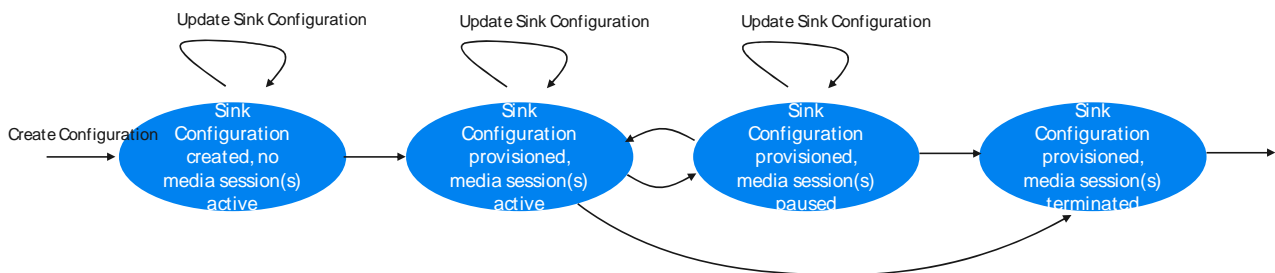 Update Sink Configuration
Update Sink Configuration
Update Sink Configuration
Create Configuration
Sink
Configuration
created, no
media session(s)
active
Sink
Configuration
provisioned,
media session(s)
active
Sink
Configuration
provisioned,
media session(s)
paused
Sink
Configuration
provisioned,
media session(s)
terminated